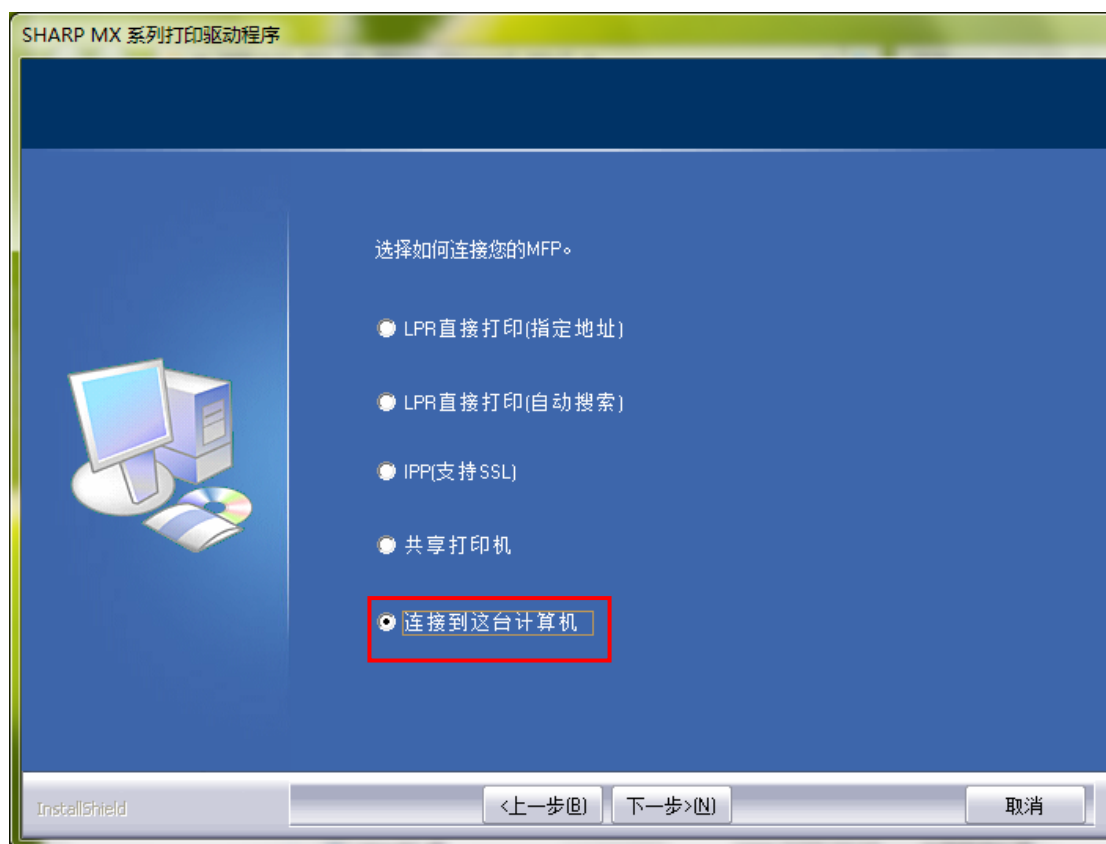 SHARP MX 系列打印驱动程序
选择如何连接您的MFP。
LPR直接打印(指定地址)
LPR直接打印(自动搜索)
IPP(支持SSL)
共享打印机
连接到这台计算机
InstallShield
<上一步(B)
下一步>(N)
取消